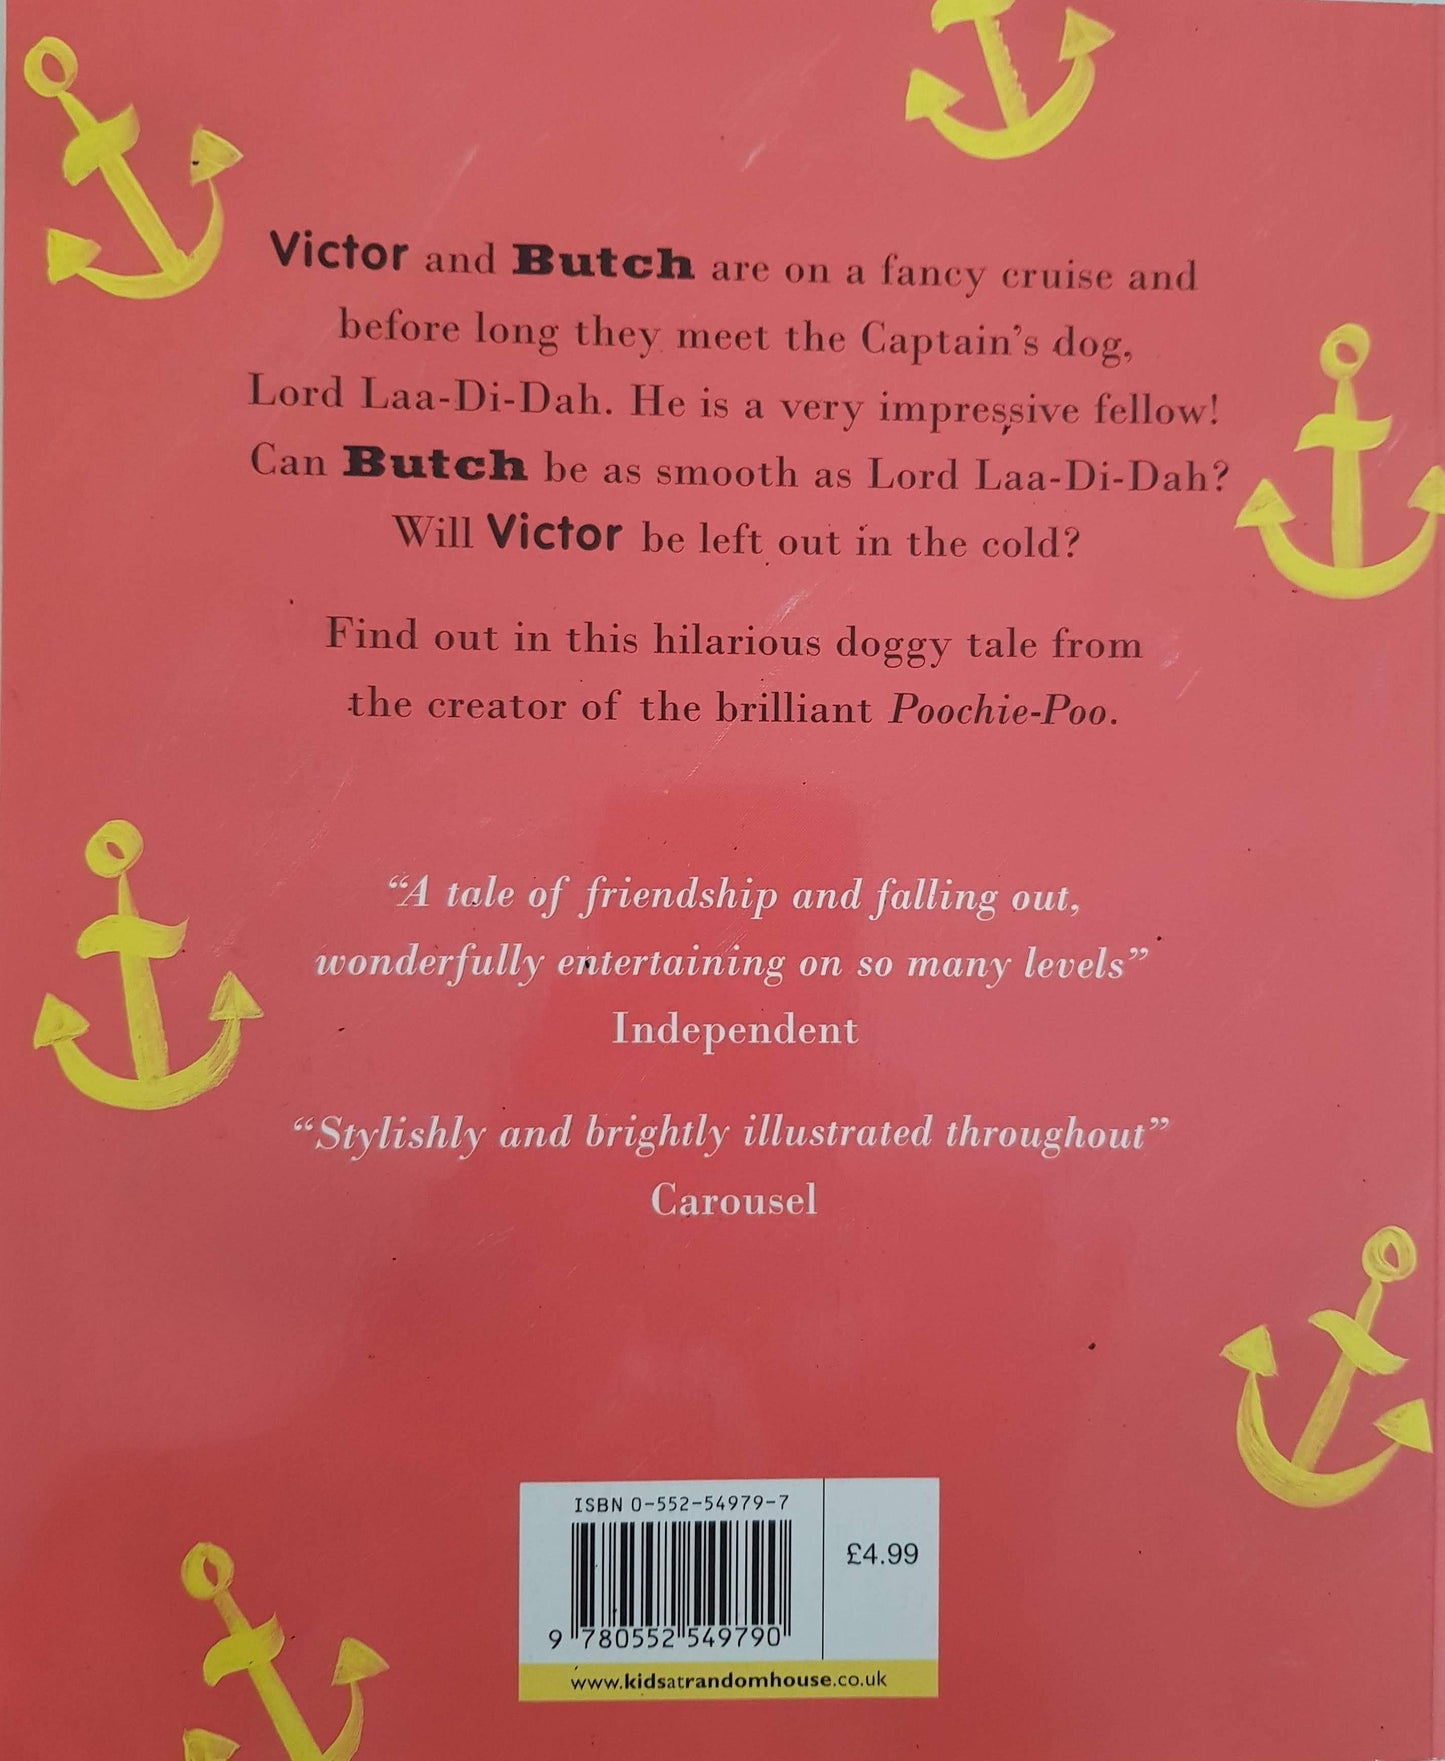 Victor and Butch are on a fancy cruise and
before long they meet the Captain's dog,
Lord Laa-Di-Dah. He is a very impressive fellow!
Can Butch be as smooth as Lord Laa-Di-Dah?
Will Victor be left out in the cold?
Find out in this hilarious doggy tale from
the creator of the brilliant Poochie-Poo.
“A tale of friendship and falling out,
wonderfully entertaining on so many levels”
Independent
“Stylishly and brightly illustrated throughout”
Carousel
ISBN 0-552-54979-7
£4.99
9 780552 549790
www.kidsatrandomhouse.co.uk